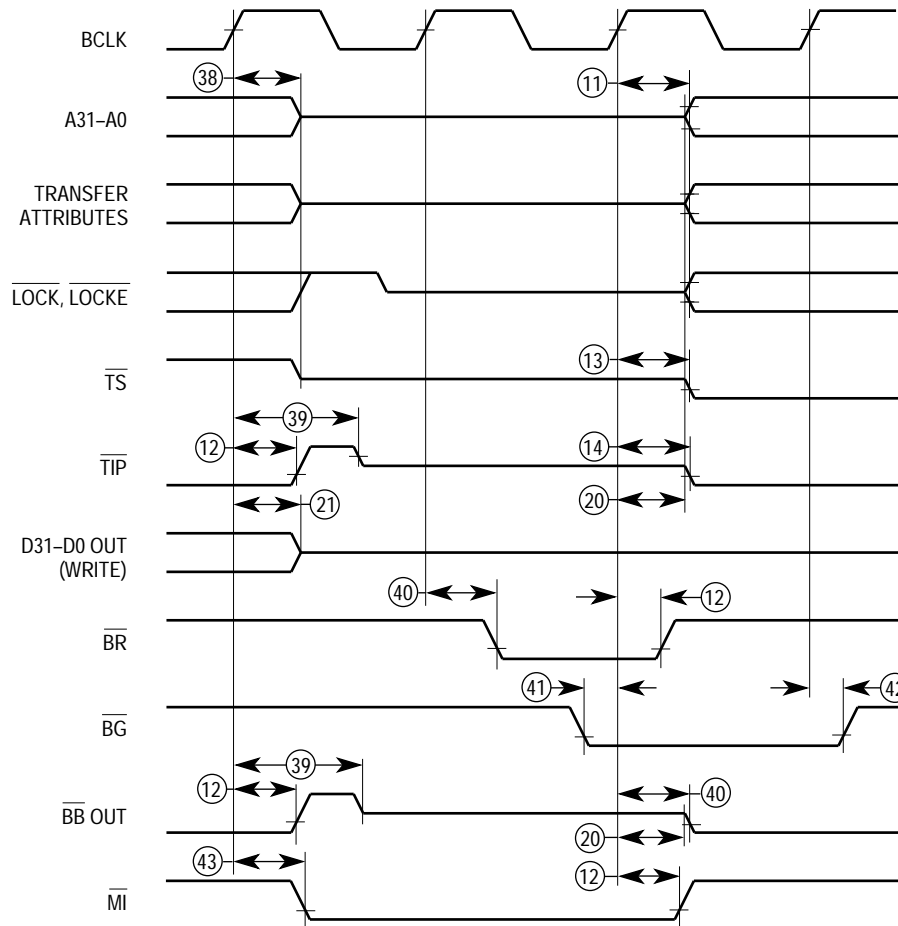 BCLK
38
11
A31–A0
TRANSFER
ATTRIBUTES
LOCK, LOCKE
13
TS
39
12
14
TIP
21
20
D31–D0 OUT
(WRITE)
40
12
BR
41
42
BG
39
12
40
BB OUT
20
43
12
MI